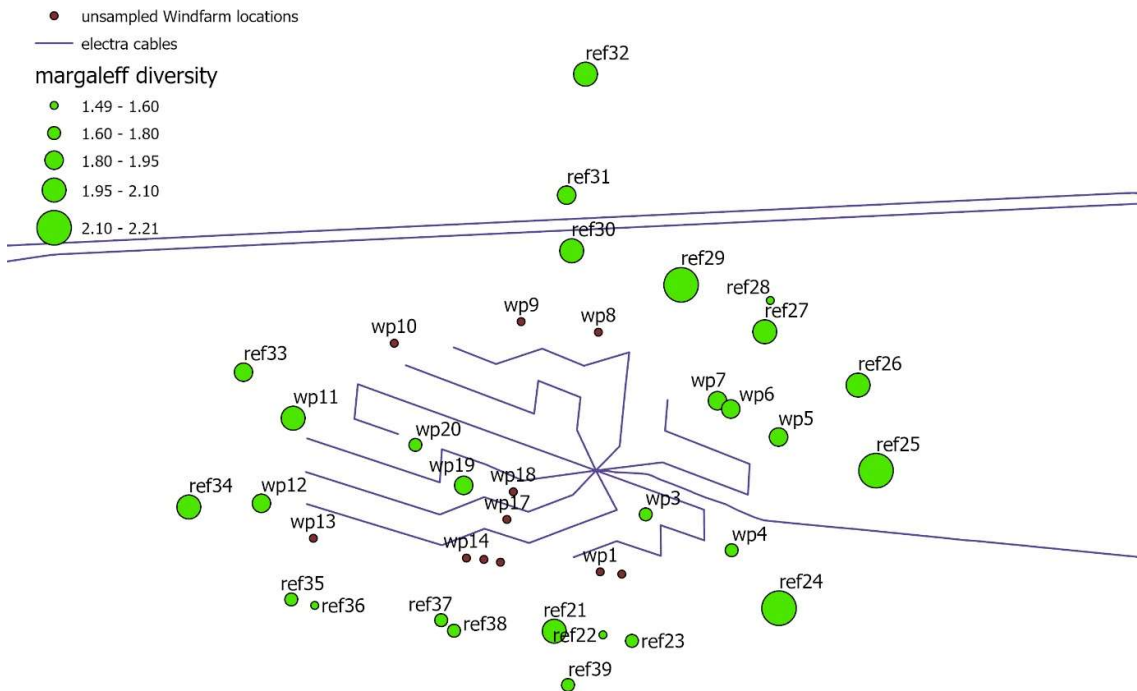 unsampled Windfarm locations
electra cables
margaleff diversity
1.49 - 1.60
1.60 - 1.80
1.80 - 1.95
1.95 - 2.10
2.10 - 2.21
ref32
ref31
ref30
ref29
ref28
ref27
wp9
wp8
wp10
ref33
ref26
wp7
wp6
wp11
wp5
wp20
ref25
wp19
wp18
ref34
wp12
wp3
wp17
wp13
wp4
wp14
wp1
ref35
ref36
ref24
ref37
ref38
ref21
ref22
ref23
ref39